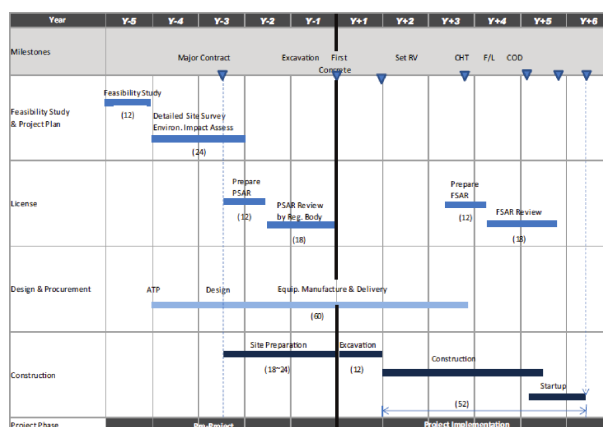 Year Y-5 Y-4 Y-3 Y-2 Y-1 Y+1 Y+2 Y+3 Y+4 Y+5 Y+6
Milestones Major Contract Excavation First Set RV CHT F/L COD
Concrete
Feasibility Study
& Project Plan
Feasibility Study
(12)
Detailed Site Survey
Environ. Impact Assess
(24)
License
Prepare
PSAR
(12)
PSAR Review
by Reg. Body
(18)
Prepare
FSAR
(12)
FSAR Review
(18)
Design & Procurement ATP Design Equip. Manufacture & Delivery
(60)
Construction
Site Preparation
(18~24)
Excavation
(12)
Construction
Startup
(52)
Project Phase Pre-Project Project Implementation